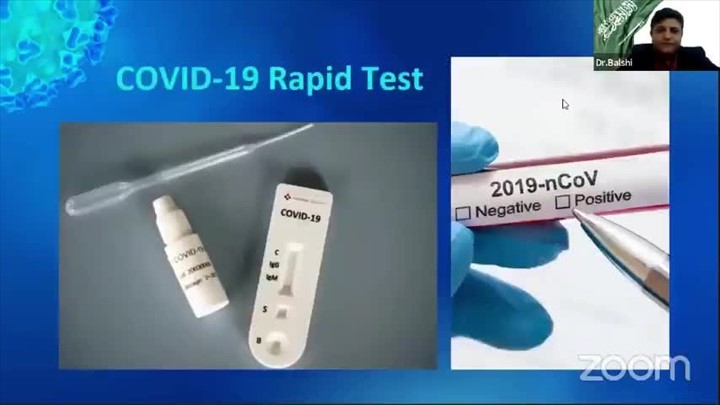 Dr.Balshi
COVID-19 Rapid Test
2019-nCoV
Negative
Positive
COVID-19
C
IgG
IgM
S
B
zoom